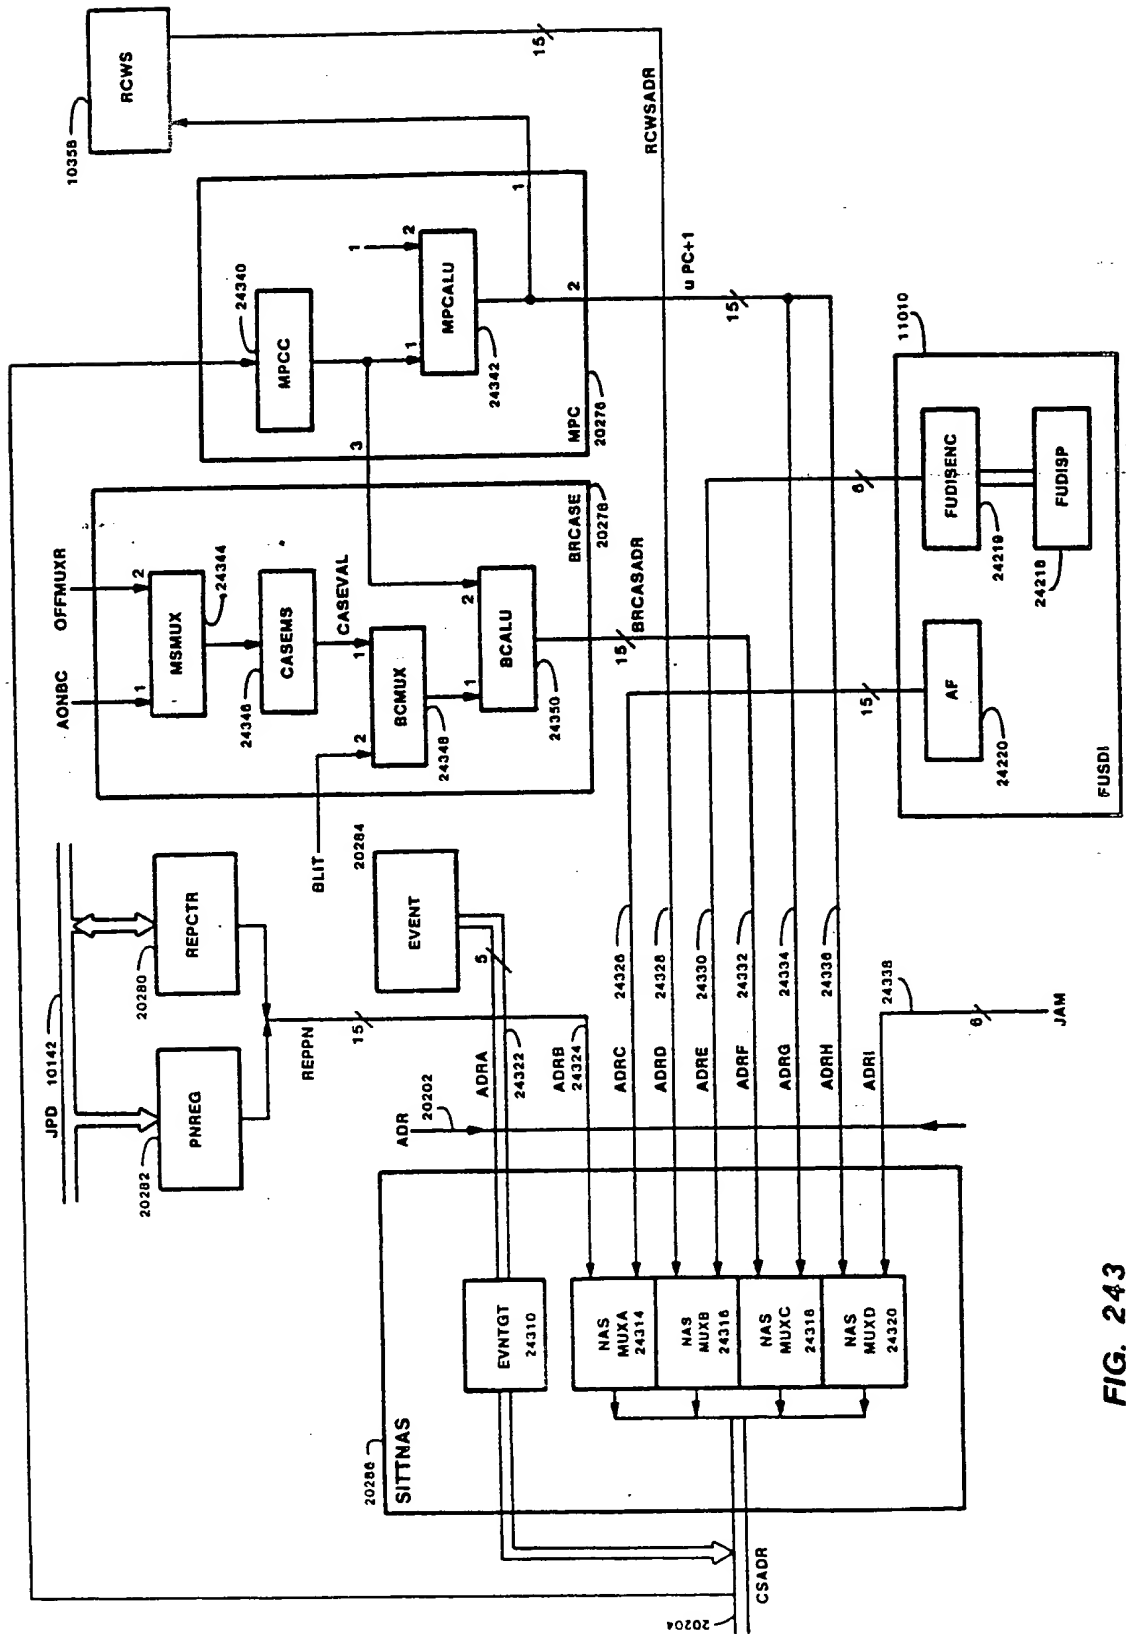 RCWS
10358
15
RCWSADR
1
MPCC
24340
1
2
1
MPCALU
24342
2
3
MPC
20276
u PC+1
15
OFFMUXR
AONBC
2
1
MSMUX
24344
CASEMS
24346
CASEVAL
1
2
BCMUX
24348
BLIT
2
1
BCALU
24350
BRCASE
20278
15
BRCASADR
11010
FUDISENC
24219
FUDISP
24218
6
AF
24220
15
FUSDI
JPD
10142
REPCTR
20280
PNREG
20282
REPPN
15
EVENT
20284
5
ADRA
24322
ADRB
24324
ADRC
24326
ADRD
24328
ADRE
24330
ADRF
24332
ADRG
24334
ADRH
24336
ADRI
24338
6
JAM
ADR
20202
20286
SITTNAS
EVNTGT
24310
NAS
MUXA
24314
NAS
MUXB
24316
NAS
MUXC
24318
NAS
MUXD
24320
20204
CSADR
FIG. 243